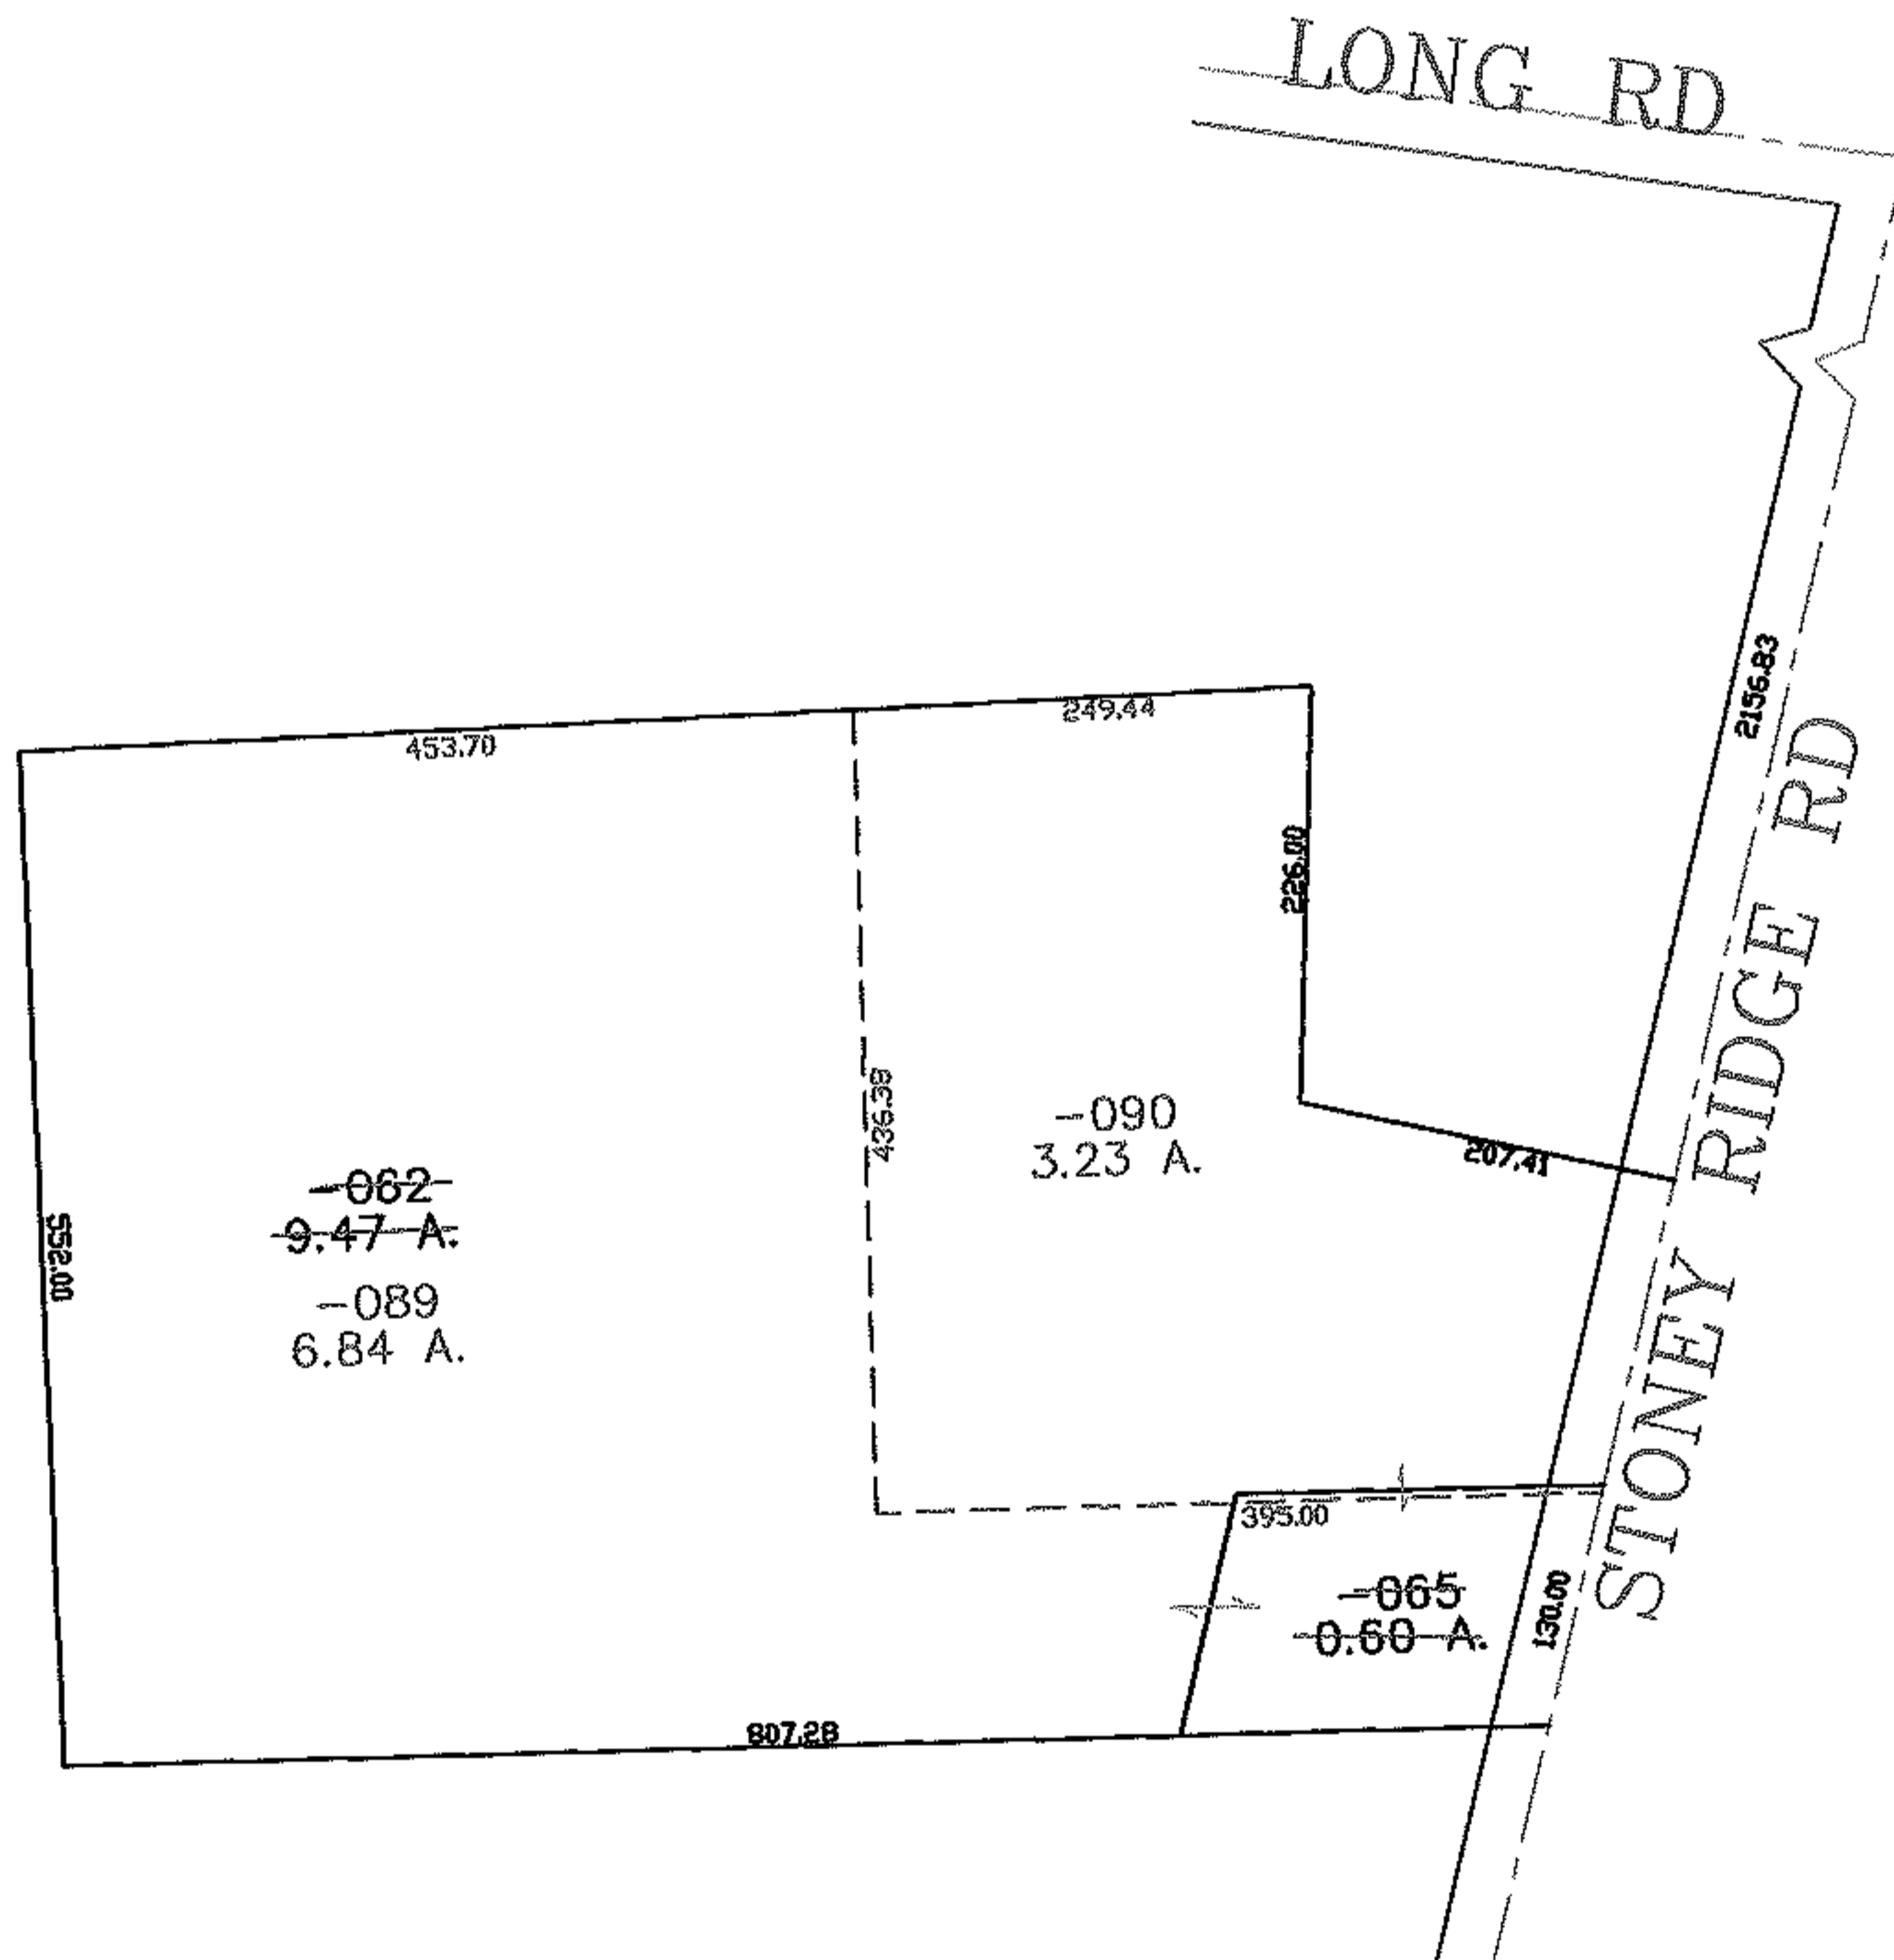 LONG RD
2156.83
249.44
453.70
226.00
STONEY RIDGE RD
436.38
-090
3.23 A.
207.41
-062
9.47 A.
552.00
-089
6.84 A.
395.00
-065
0.60 A.
130.00
807.28